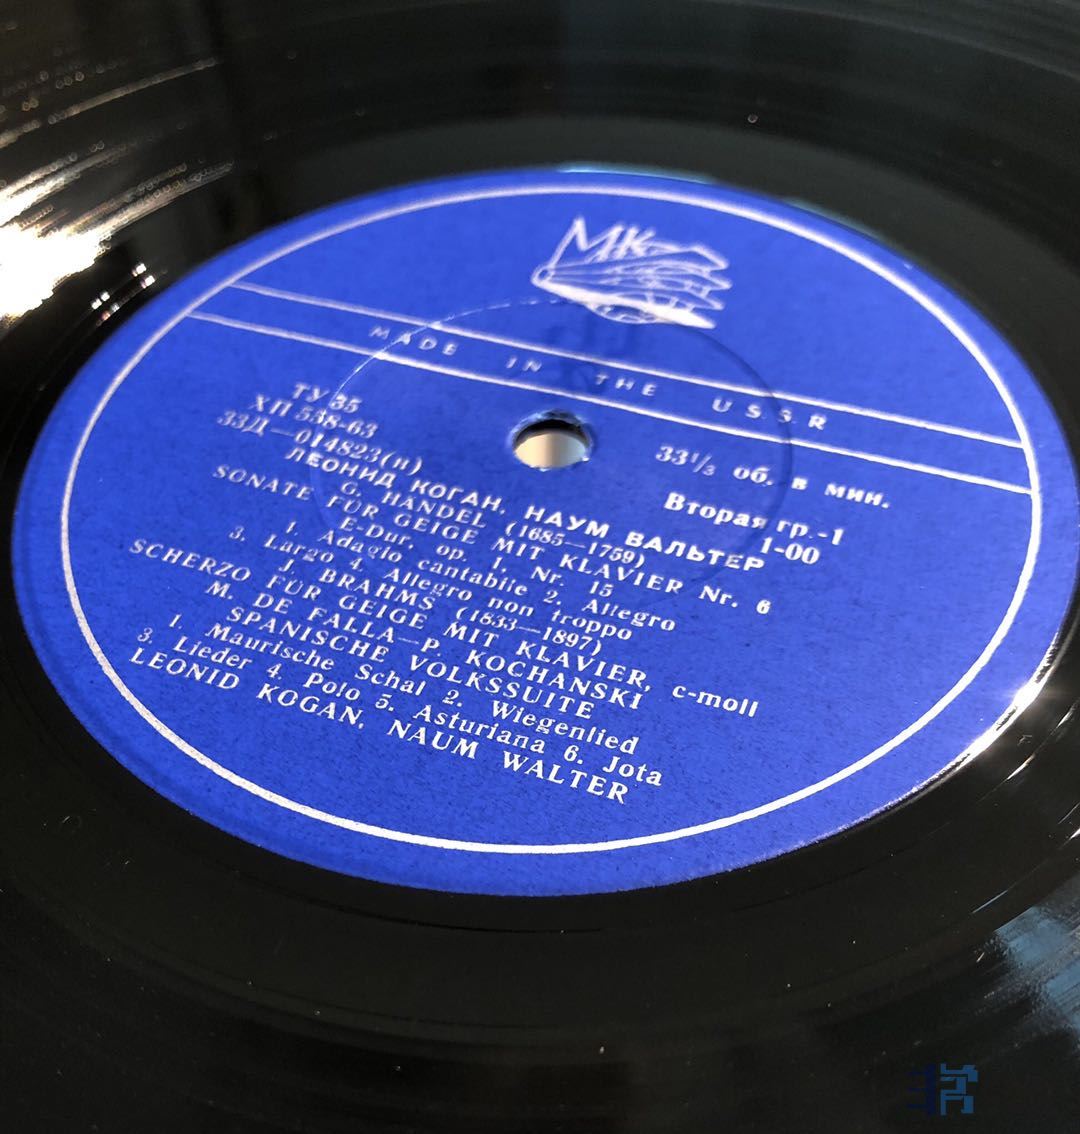 МК
MADE IN THE USSR
ТУ 35
ХП 538-63
33Д—014823(н)
33⅓ об. в мин.
Вторая гр.-1
1-00
ЛЕОНИД КОГАН, НАУМ ВАЛЬТЕР
G. HÄNDEL (1685—1759)
SONATE FÜR GEIGE MIT KLAVIER Nr. 6
E-Dur, op. 1, Nr. 15
1. Adagio cantabile 2. Allegro
3. Largo 4. Allegro non troppo
J. BRAHMS (1833—1897)
SCHERZO FÜR GEIGE MIT KLAVIER, c-moll
M. DE FALLA—P. KOCHANSKI
SPANISCHE VOLKSSUITE
1. Maurische Schal 2. Wiegenlied
3. Lieder 4. Polo 5. Asturiana 6. Jota
LEONID KOGAN, NAUM WALTER